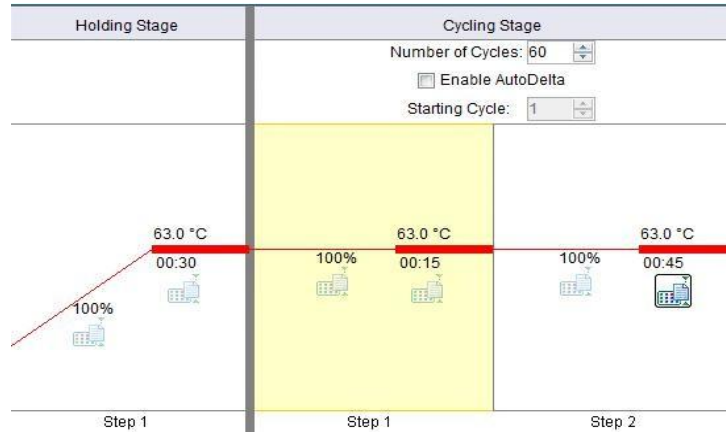 Holding Stage
Cycling Stage
Number of Cycles: 60
Enable AutoDelta
Starting Cycle: 1
63.0 °C
00:30
100%
63.0 °C
00:15
100%
63.0 °C
00:45
100%
Step 1
Step 1
Step 2